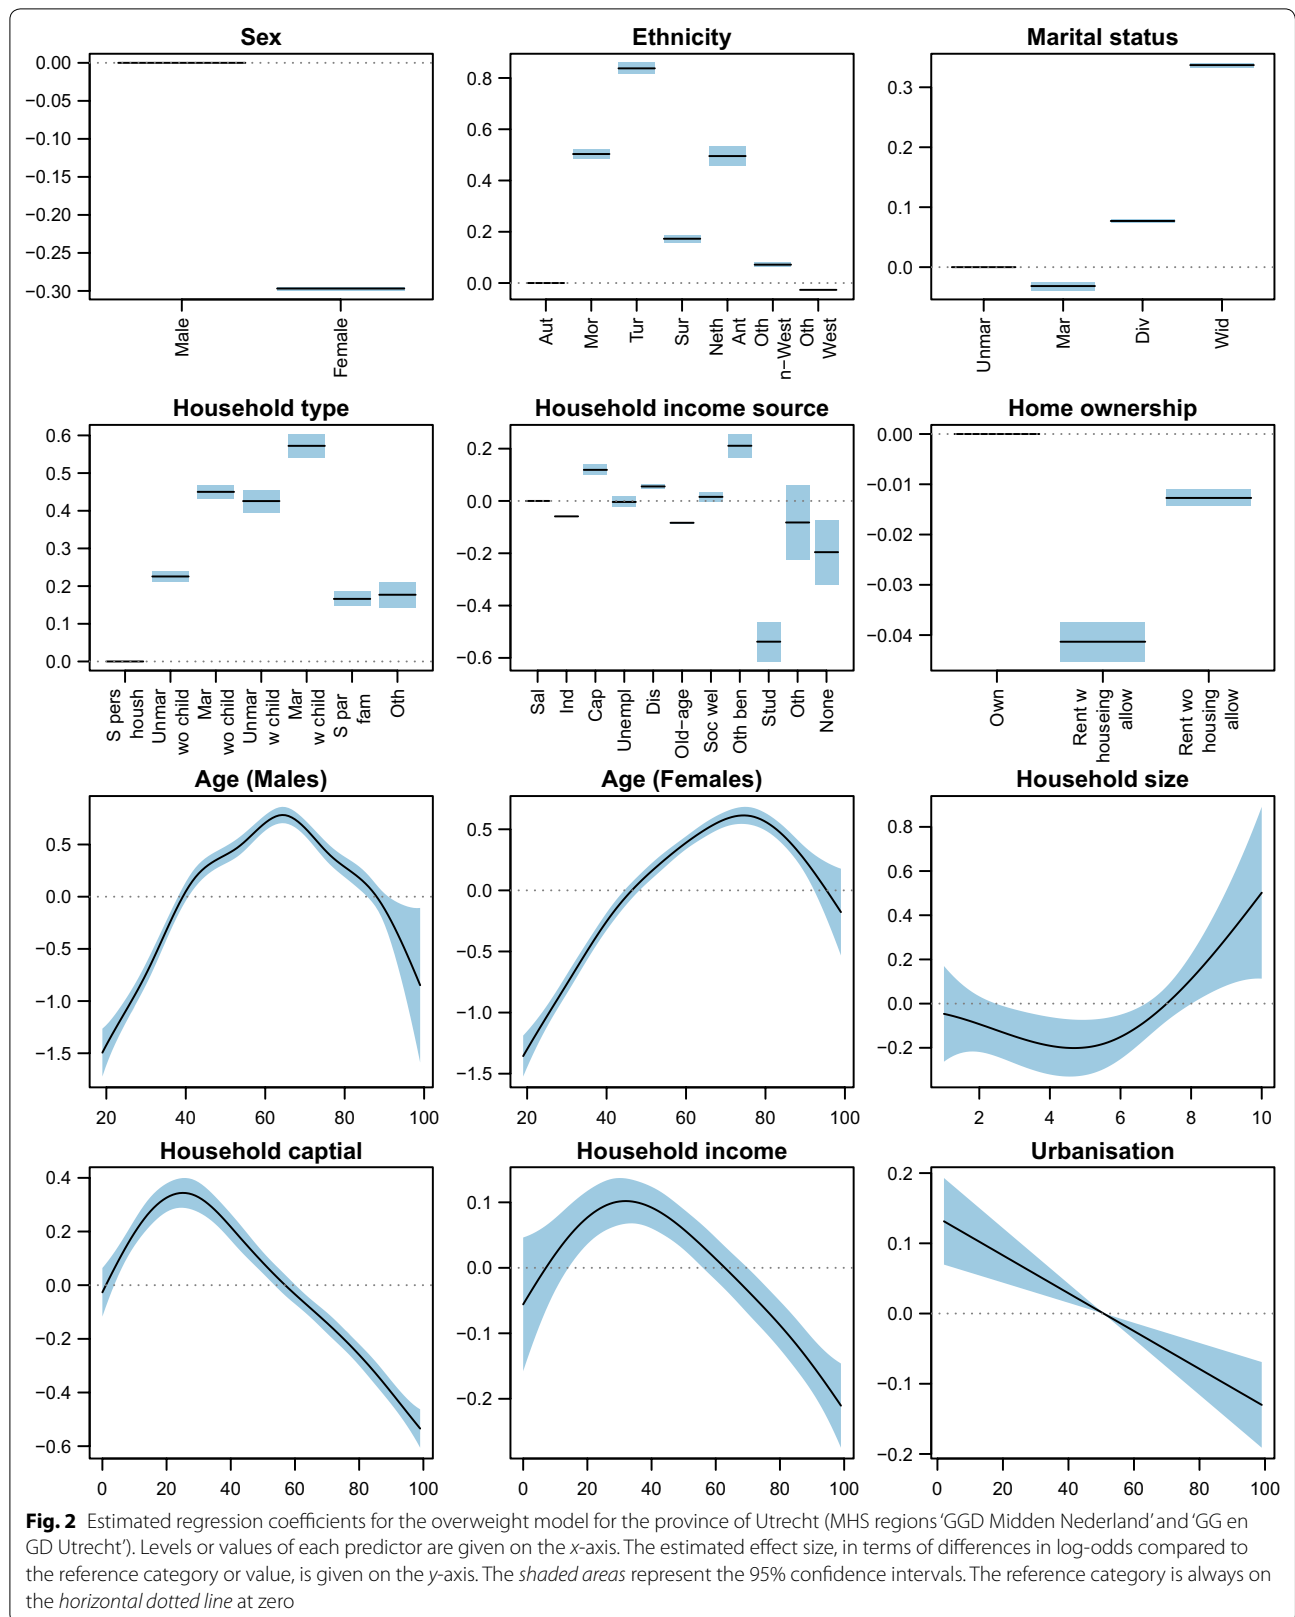 Sex
Ethnicity
Marital status
0.00
−0.05
−0.10
−0.15
−0.20
−0.25
−0.30
Male
Female
0.8
0.6
0.4
0.2
0.0
Aut
Mor
Tur
Sur
Neth
Ant
Oth
n-West
Oth
West
0.3
0.2
0.1
0.0
Unmar
Mar
Div
Wid
Household type
Household income source
Home ownership
0.6
0.5
0.4
0.3
0.2
0.1
0.0
S pers
housh
Unmar
wo child
Mar
wo child
Unmar
w child
Mar
w child
S par
fam
Oth
0.2
0.0
−0.2
−0.4
−0.6
Sal
Ind
Cap
Unempl
Dis
Old-age
Soc wel
Oth ben
Stud
Oth
None
0.00
−0.01
−0.02
−0.03
−0.04
Own
Rent w
houseing
allow
Rent wo
housing
allow
Age (Males)
Age (Females)
Household size
0.5
0.0
−0.5
−1.0
−1.5
20 40 60 80 100
0.5
0.0
−0.5
−1.0
−1.5
20 40 60 80 100
0.8
0.6
0.4
0.2
0.0
−0.2
2 4 6 8 10
Household captial
Household income
Urbanisation
0.4
0.2
0.0
−0.2
−0.4
−0.6
0 20 40 60 80 100
0.1
0.0
−0.1
−0.2
0 20 40 60 80 100
0.2
0.1
0.0
−0.1
−0.2
0 20 40 60 80 100
Fig. 2 Estimated regression coefficients for the overweight model for the province of Utrecht (MHS regions ‘GGD Midden Nederland’ and ‘GG en
GD Utrecht’). Levels or values of each predictor are given on the x-axis. The estimated effect size, in terms of differences in log-odds compared to
the reference category or value, is given on the y-axis. The shaded areas represent the 95% confidence intervals. The reference category is always on
the horizontal dotted line at zero